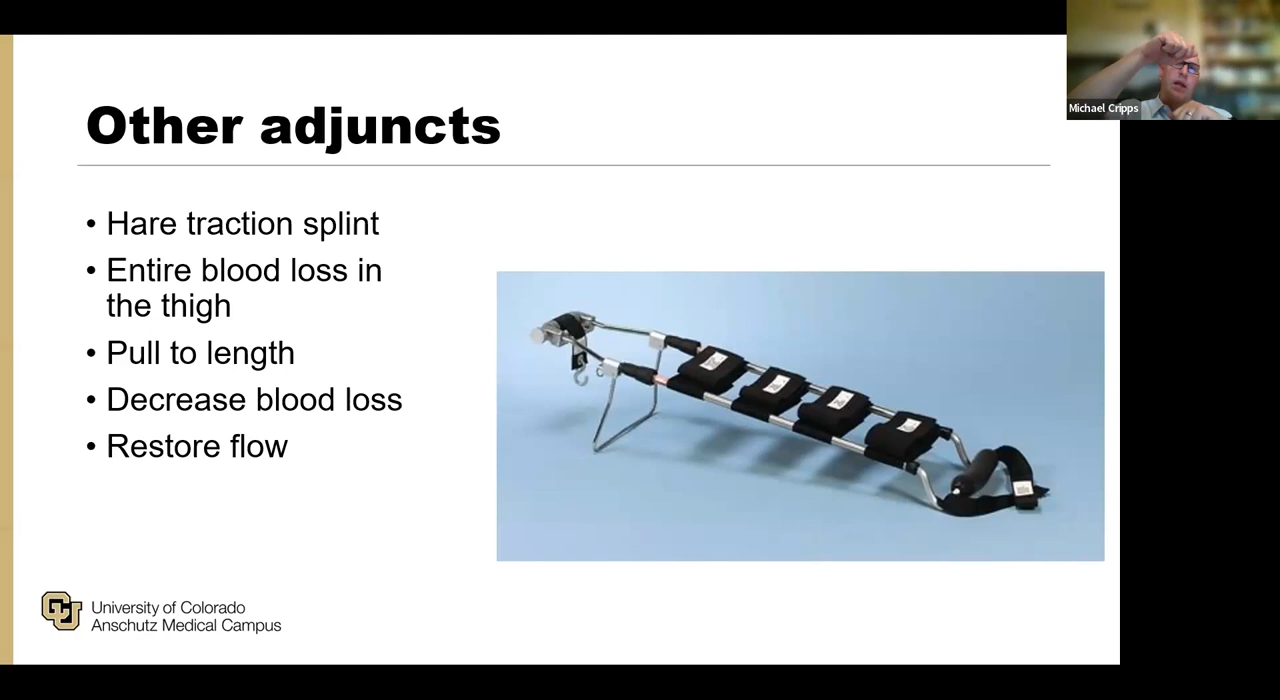 Michael Cripps
Other adjuncts
• Hare traction splint
• Entire blood loss in
the thigh
• Pull to length
• Decrease blood loss
• Restore flow
CU
University of Colorado
Anschutz Medical Campus